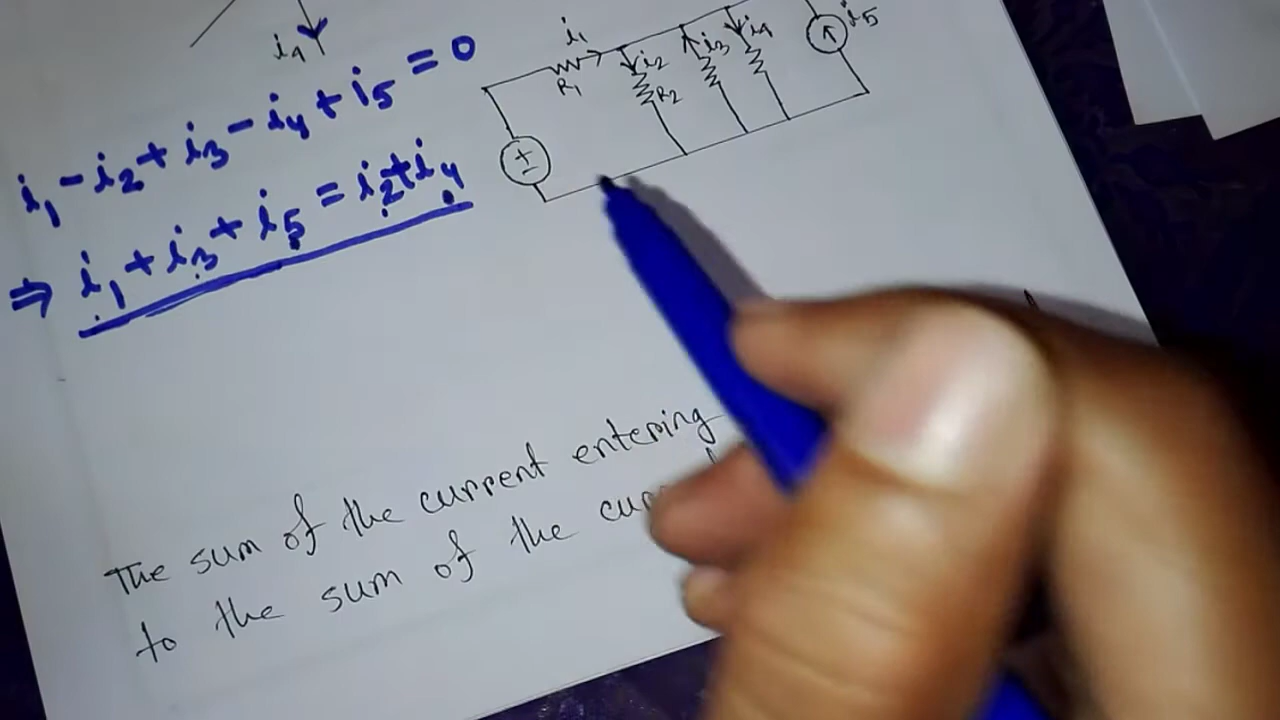 i4
i1 - i2 + i3 - i4 + i5 = 0
⇒ i1 + i3 + i5 = i2 + i4
i1
R1
i2
R2
i3
i4
i5
±
The sum of the current entering
to the sum of the